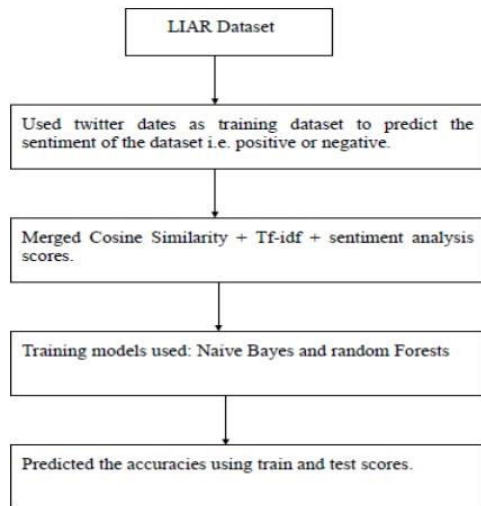 LIAR Dataset
Used twitter dates as training dataset to predict the
sentiment of the dataset i.e. positive or negative.
Merged Cosine Similarity + Tf-idf + sentiment analysis
scores.
Training models used: Naive Bayes and random Forests
Predicted the accuracies using train and test scores.